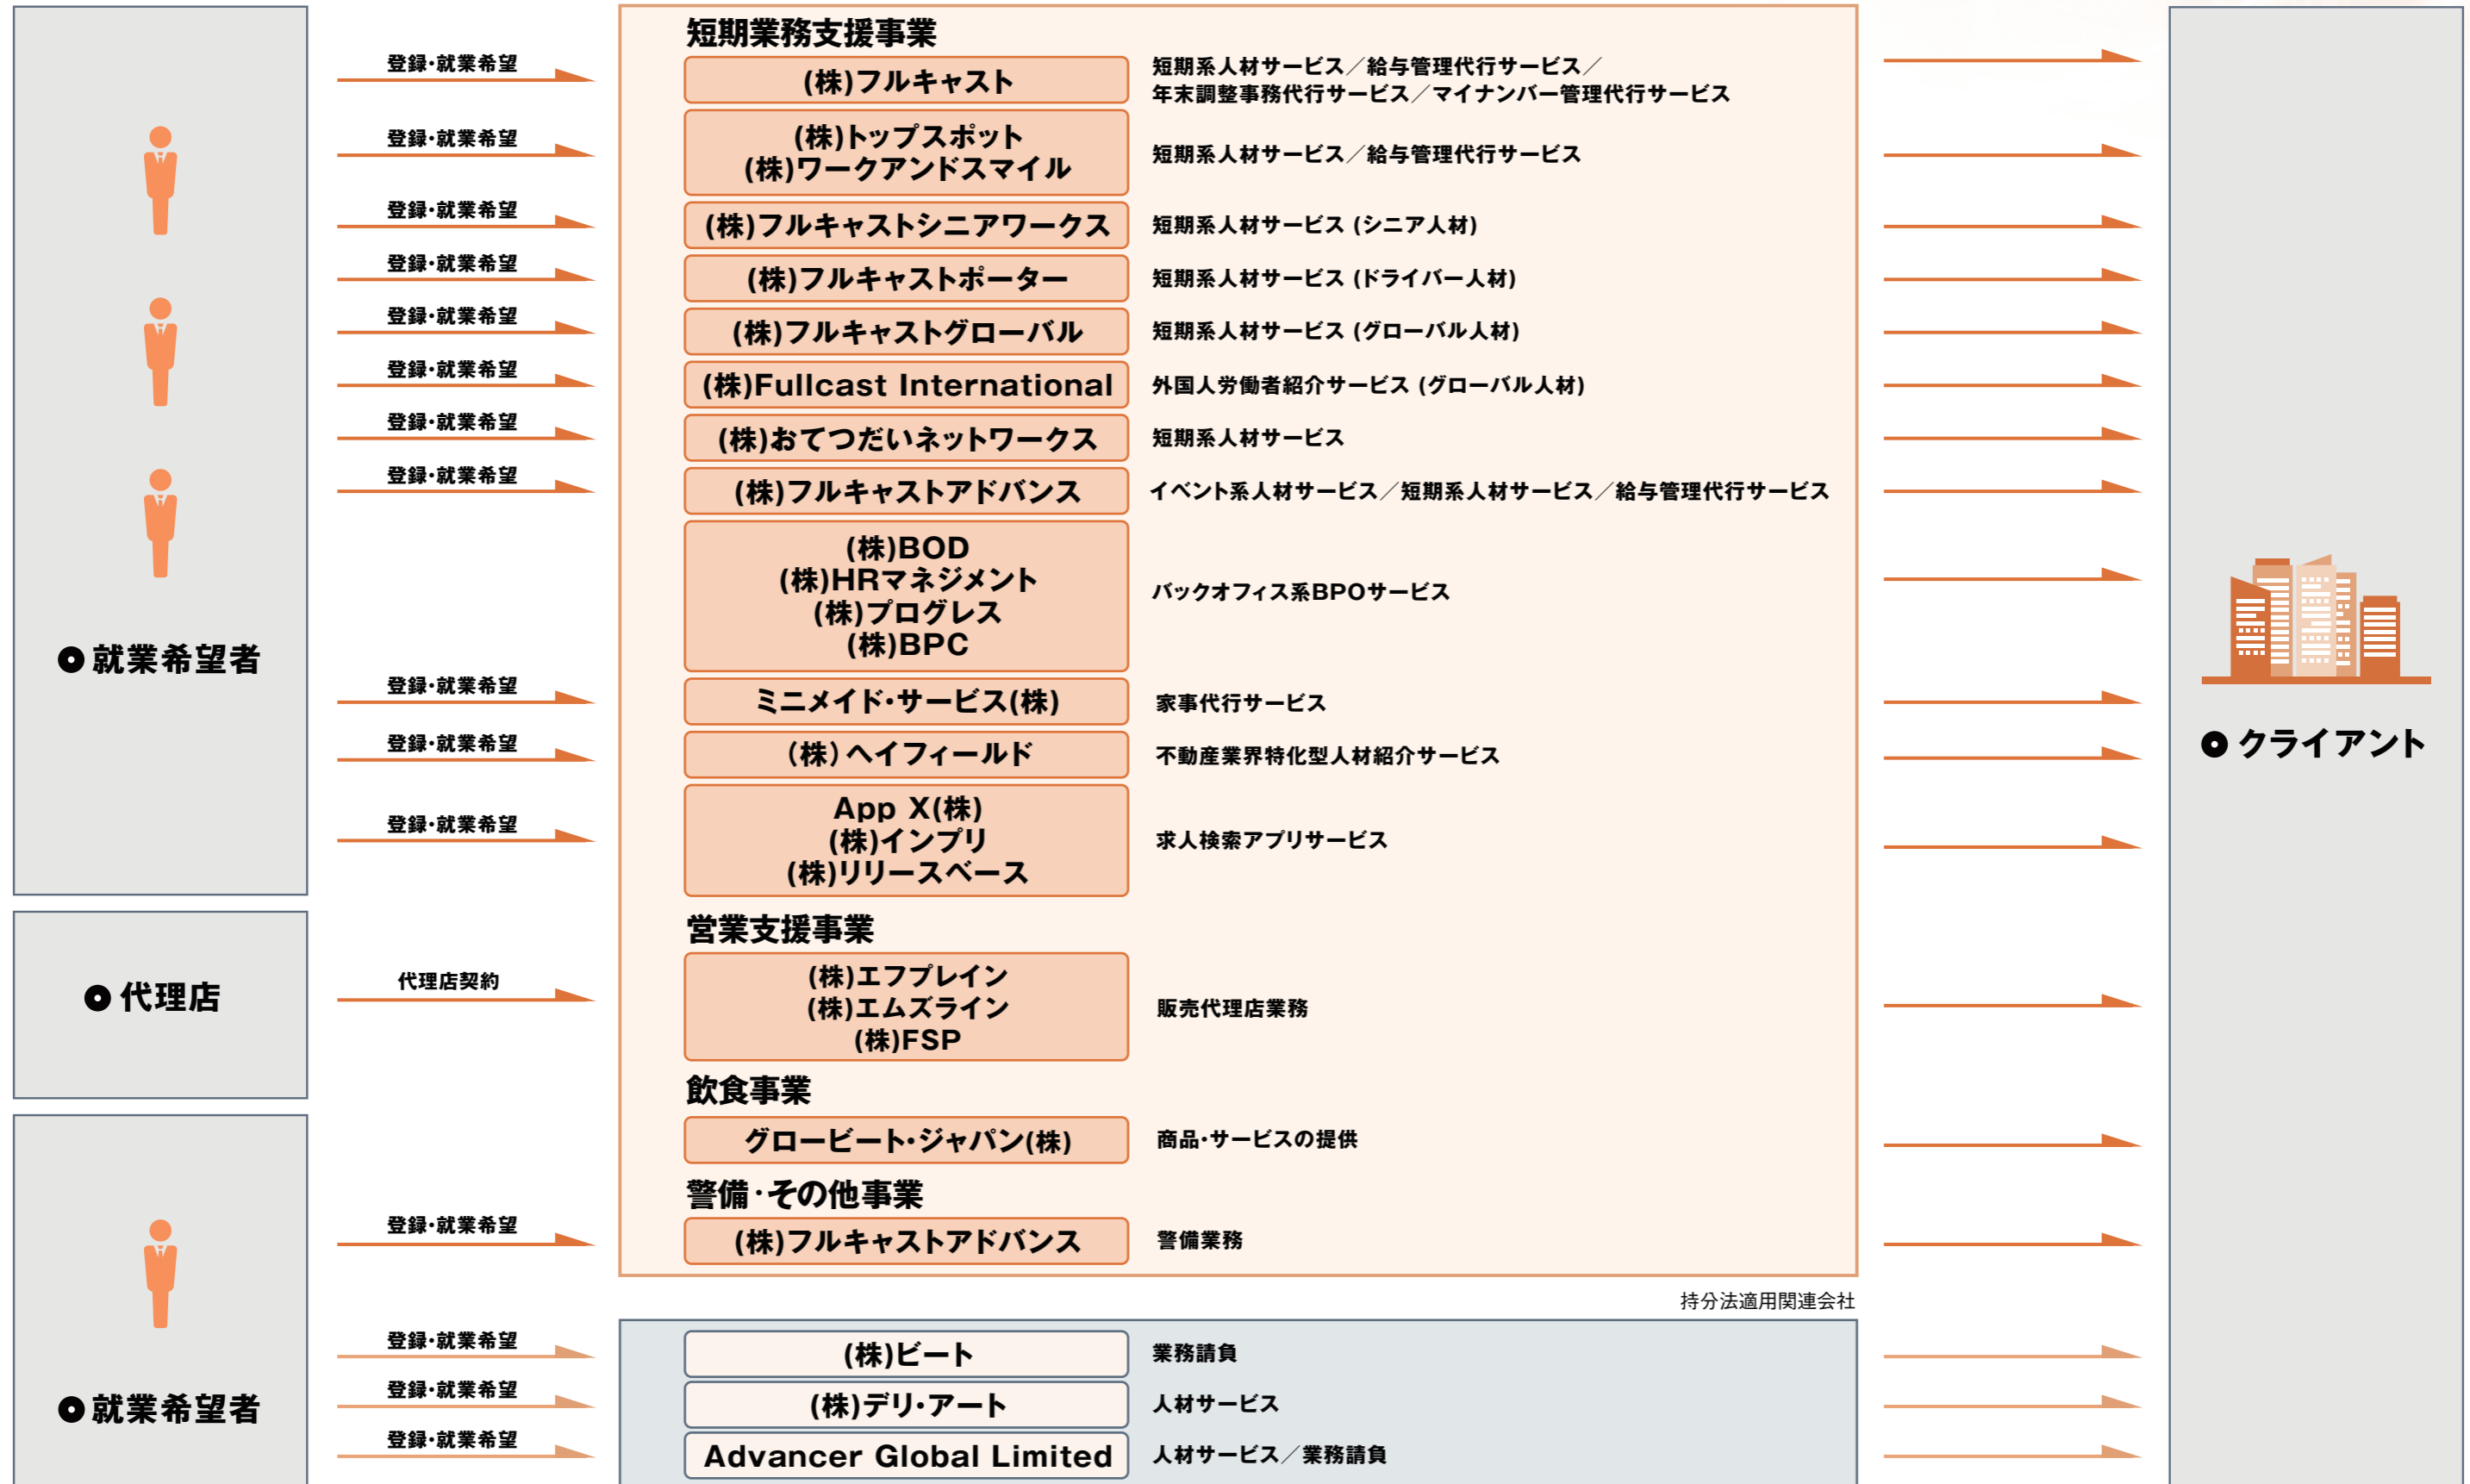 短期業務支援事業
登録・就業希望
(株)フルキャスト
短期系人材サービス／給与管理代行サービス／
年末調整事務代行サービス／マイナンバー管理代行サービス
登録・就業希望
(株)トップスポット
(株)ワークアンドスマイル
短期系人材サービス／給与管理代行サービス
登録・就業希望
(株)フルキャストシニアワークス
短期系人材サービス (シニア人材)
登録・就業希望
(株)フルキャストポーター
短期系人材サービス (ドライバー人材)
登録・就業希望
(株)フルキャストグローバル
短期系人材サービス (グローバル人材)
登録・就業希望
(株)Fullcast International
外国人労働者紹介サービス (グローバル人材)
登録・就業希望
(株)おてつだいネットワークス
短期系人材サービス
登録・就業希望
(株)フルキャストアドバンス
イベント系人材サービス／短期系人材サービス／給与管理代行サービス
(株)BOD
(株)HRマネジメント
(株)プログレス
(株)BPC
バックオフィス系BPOサービス
就業希望者
登録・就業希望
ミニメイド・サービス(株)
家事代行サービス
クライアント
登録・就業希望
(株)ヘイフィールド
不動産業界特化型人材紹介サービス
登録・就業希望
App X(株)
(株)インプリ
(株)リリースベース
求人検索アプリサービス
営業支援事業
代理店
代理店契約
(株)エフプレイン
(株)エムズライン
(株)FSP
販売代理店業務
飲食事業
グロービート・ジャパン(株)
商品・サービスの提供
警備・その他事業
登録・就業希望
(株)フルキャストアドバンス
警備業務
持分法適用関連会社
登録・就業希望
(株)ビート
業務請負
就業希望者
登録・就業希望
(株)デリ・アート
人材サービス
登録・就業希望
Advancer Global Limited
人材サービス／業務請負